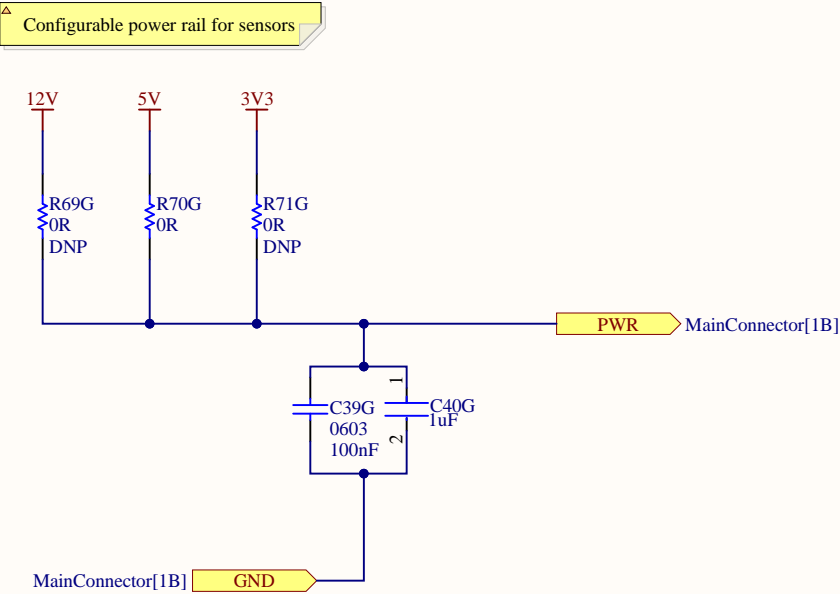 Configurable power rail for sensors
12V
5V
3V3
R69G
0R
DNP
R70G
0R
R71G
0R
DNP
PWR
MainConnector[1B]
C39G
0603
100nF
1
2
C40G
1uF
MainConnector[1B]
GND